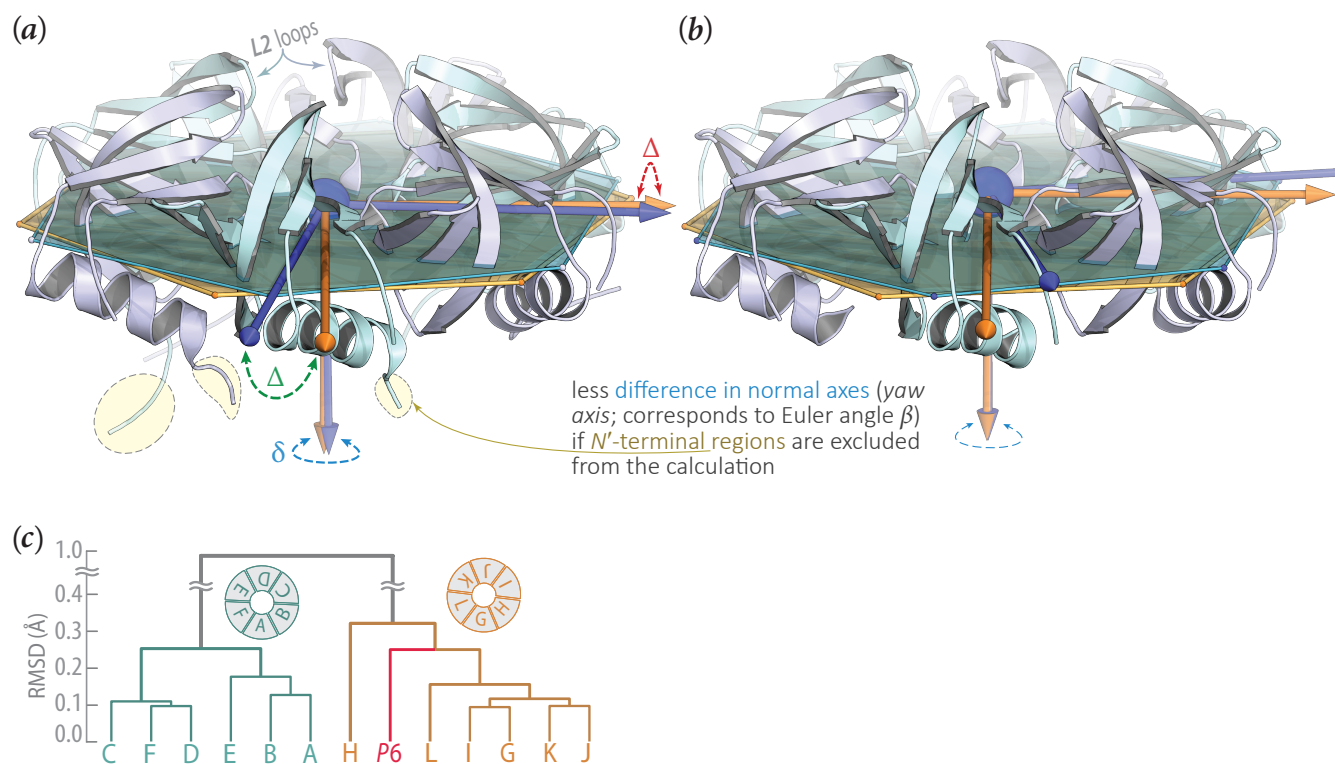 (a)
L2 loops
Δ
Δ
δ
(b)
less difference in normal axes (yaw
axis; corresponds to Euler angle β)
if N′-terminal regions are excluded
from the calculation
(c)
RMSD (Å)
1.0
0.4
0.3
0.2
0.1
0.0
A
B
C
D
E
F
G
H
I
J
K
L
C F D E B A H P6 L I G K J